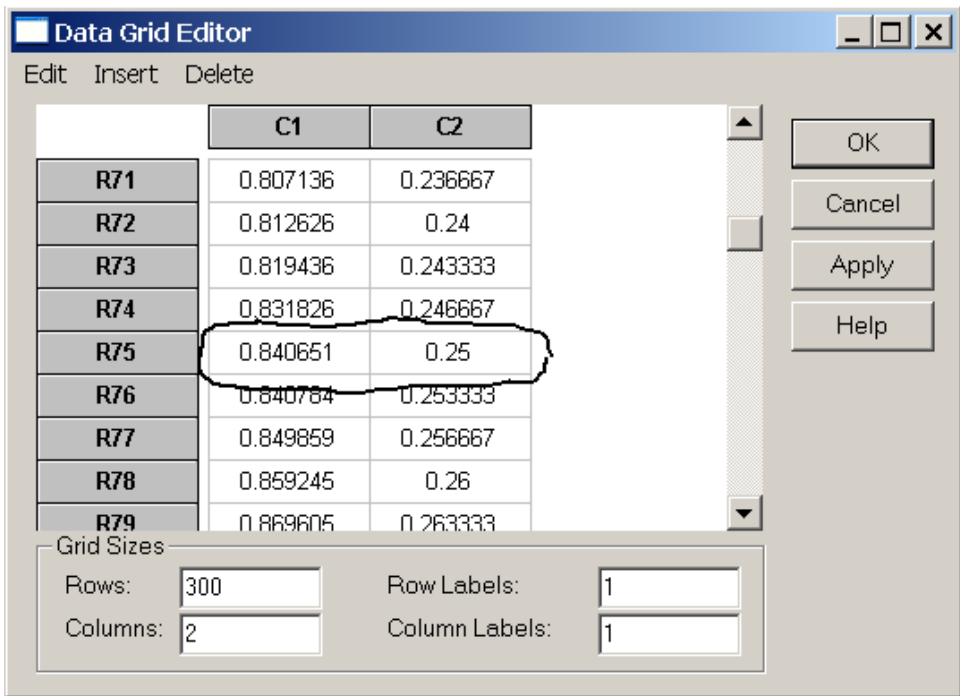 Data Grid Editor
Edit Insert Delete
C1 C2
R71 0.807136 0.236667
R72 0.812626 0.24
R73 0.819436 0.243333
R74 0.831826 0.246667
R75 0.840651 0.25
R76 0.840784 0.253333
R77 0.849859 0.256667
R78 0.859245 0.26
R79 0.869605 0.263333
OK
Cancel
Apply
Help
Grid Sizes
Rows: 300 Row Labels: 1
Columns: 2 Column Labels: 1